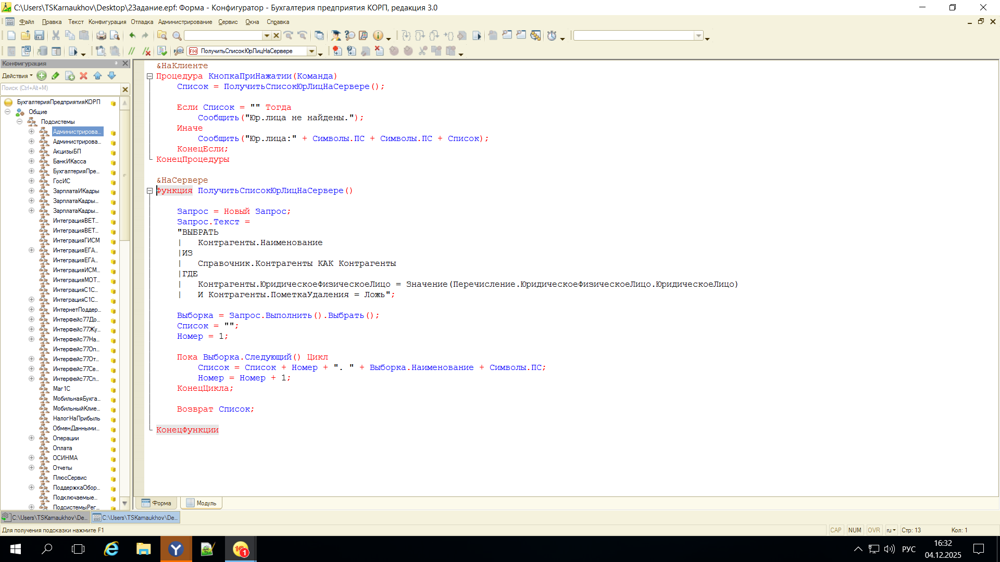 C:\Users\TSKarnaukhov\Desktop\2Задание.epf: Форма - Конфигуратор - Бухгалтерия предприятия КОРП, редакция 3.0
Файл Правка Текст Конфигурация Отладка Администрирование Сервис Окна Справка
ПолучитьСписокЮрЛицНаСервере
Конфигурация
Действия
Поиск (Ctrl+Alt+M)
БухгалтерияПредприятияКОРП
Общие
Подсистемы
Администрирова...
Администрирова...
АкцизыБП
БанкИКасса
БухгалтерияПре...
ГосИС
ЗарплатаИКадры
ЗарплатаКадры...
ЗарплатаКадры...
ИнтеграцияВЕТ...
ИнтеграцияВЕТ...
ИнтеграцияГИСМ
ИнтеграцияЕГА...
ИнтеграцияЕГА...
ИнтеграцияИСМ...
ИнтеграцияМОТ...
ИнтеграцияС1С...
ИнтеграцияС1С...
ИнтернетПоддер...
Интерфейс77До...
Интерфейс77Жу...
Интерфейс77На...
Интерфейс77Оп...
Интерфейс77От...
Интерфейс77Се...
Интерфейс77Сп...
Маг1С
МобильнаяБухга...
МобильныйКлие...
НалогНаПрибыль
ОбменДанными...
Операции
Оплата
ОСИНМА
Отчеты
ПлюсСервис
ПоддержкаОбор...
Подключаемые...
ПодсистемыРег...
&НаКлиенте
Процедура КнопкаПриНажатии(Команда)
Список = ПолучитьСписокЮрЛицНаСервере();
Если Список = "" Тогда
Сообщить("Юр.лица не найдены.");
Иначе
Сообщить("Юр.лица:" + Символы.ПС + Символы.ПС + Список);
КонецЕсли;
КонецПроцедуры
&НаСервере
Функция ПолучитьСписокЮрЛицНаСервере()
Запрос = Новый Запрос;
Запрос.Текст =
"ВЫБРАТЬ
| Контрагенты.Наименование
|ИЗ
| Справочник.Контрагенты КАК Контрагенты
|ГДЕ
| Контрагенты.ЮридическоеФизическоеЛицо = Значение(Перечисление.ЮридическоеФизическоеЛицо.ЮридическоеЛицо)
| И Контрагенты.ПометкаУдаления = Ложь";
Выборка = Запрос.Выполнить().Выбрать();
Список = "";
Номер = 1;
Пока Выборка.Следующий() Цикл
Список = Список + Номер + ". " + Выборка.Наименование + Символы.ПС;
Номер = Номер + 1;
КонецЦикла;
Возврат Список;
КонецФункции
Форма Модуль
C:\Users\TSKarnaukhov\De... C:\Users\TSKarnaukhov\De...
Для получения подсказки нажмите F1
CAP NUM OVR ru Стр: 13 Кол: 1
РУС
16:32
04.12.2025